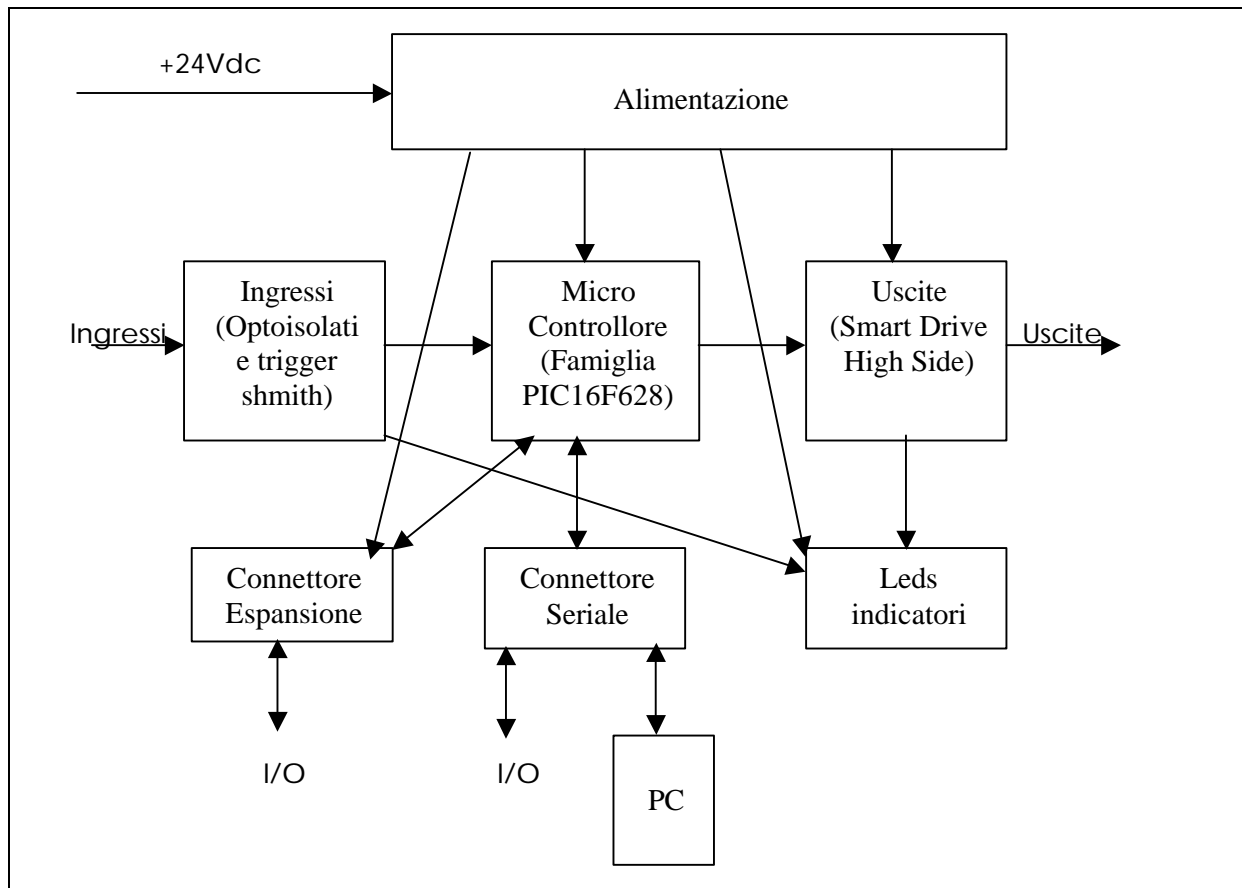 +24Vdc
Alimentazione
Ingressi
Ingressi
(Optoisolati
e trigger
shmith)
Micro
Controllore
(Famiglia
PIC16F628)
Uscite
(Smart Drive
High Side)
Uscite
Connettore
Espansione
Connettore
Seriale
Leds
indicatori
I/O
I/O
PC